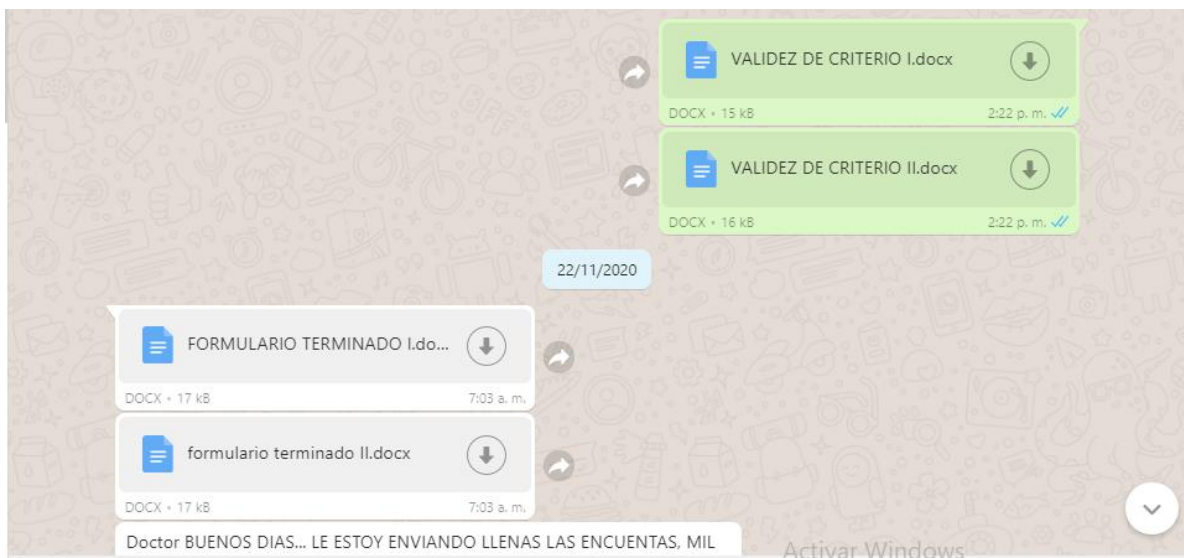 VALIDEZ DE CRITERIO I.docx
DOCX • 15 kB 2:22 p. m.
VALIDEZ DE CRITERIO II.docx
DOCX • 16 kB 2:22 p. m.
22/11/2020
FORMULARIO TERMINADO I.do...
DOCX • 17 kB 7:03 a. m.
formulario terminado II.docx
DOCX • 17 kB 7:03 a. m.
Doctor BUENOS DIAS... LE ESTOY ENVIANDO LLENAS LAS ENCUENTAS, MIL
Activar Windows